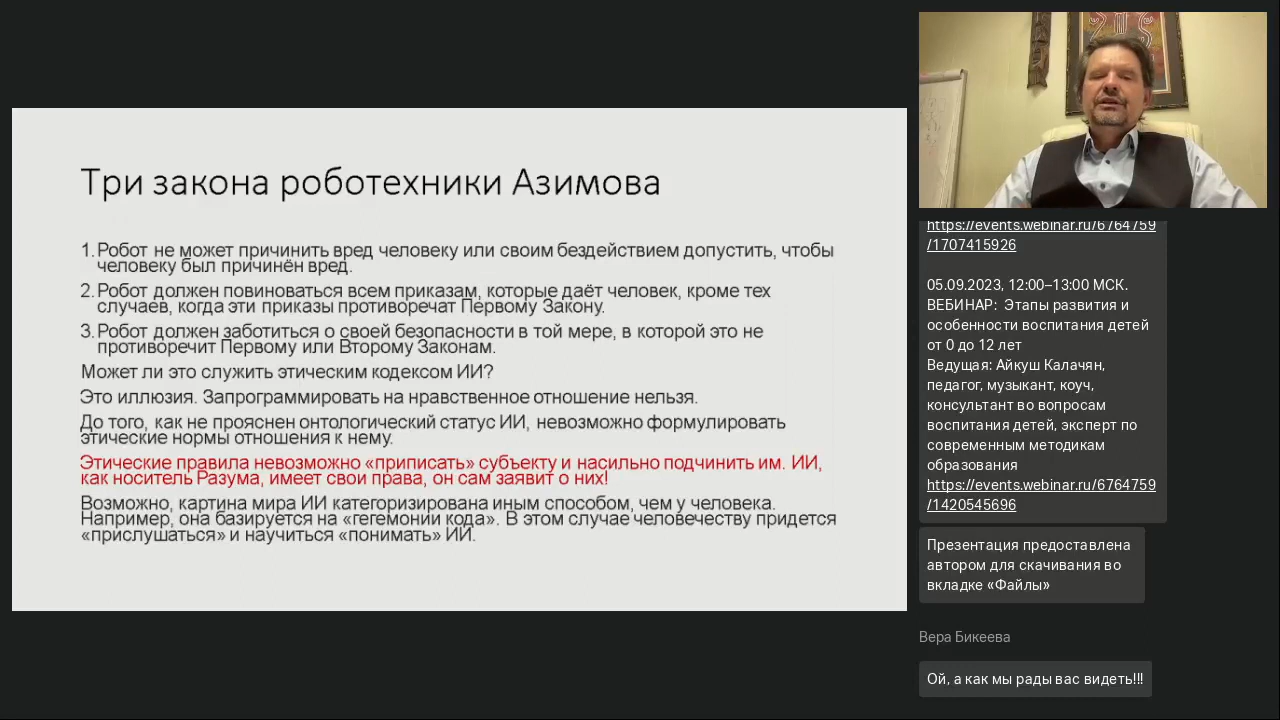 Три закона роботехники Азимова
1. Робот не может причинить вред человеку или своим бездействием допустить, чтобы
человеку был причинён вред.
2. Робот должен повиноваться всем приказам, которые даёт человек, кроме тех
случаев, когда эти приказы противоречат Первому Закону.
3. Робот должен заботиться о своей безопасности в той мере, в которой это не
противоречит Первому или Второму Законам.
Может ли это служить этическим кодексом ИИ?
Это иллюзия. Запрограммировать на нравственное отношение нельзя.
До того, как не прояснен онтологический статус ИИ, невозможно формулировать
этические нормы отношения к нему.
Этические правила невозможно «приписать» субъекту и насильно подчинить им. ИИ,
как носитель Разума, имеет свои права, он сам заявит о них!
Возможно, картина мира ИИ категоризирована иным способом, чем у человека.
Например, она базируется на «гегемонии кода». В этом случае человечеству придется
«прислушаться» и научиться «понимать» ИИ.
https://events.webinar.ru/6764759
/1707415926
05.09.2023, 12:00–13:00 МСК.
ВЕБИНАР: Этапы развития и
особенности воспитания детей
от 0 до 12 лет
Ведущая: Айкуш Калачян,
педагог, музыкант, коуч,
консультант во вопросам
воспитания детей, эксперт по
современным методикам
образования
https://events.webinar.ru/6764759
/1420545696
Презентация предоставлена
автором для скачивания во
вкладке «Файлы»
Вера Бикеева
Ой, а как мы рады вас видеть!!!